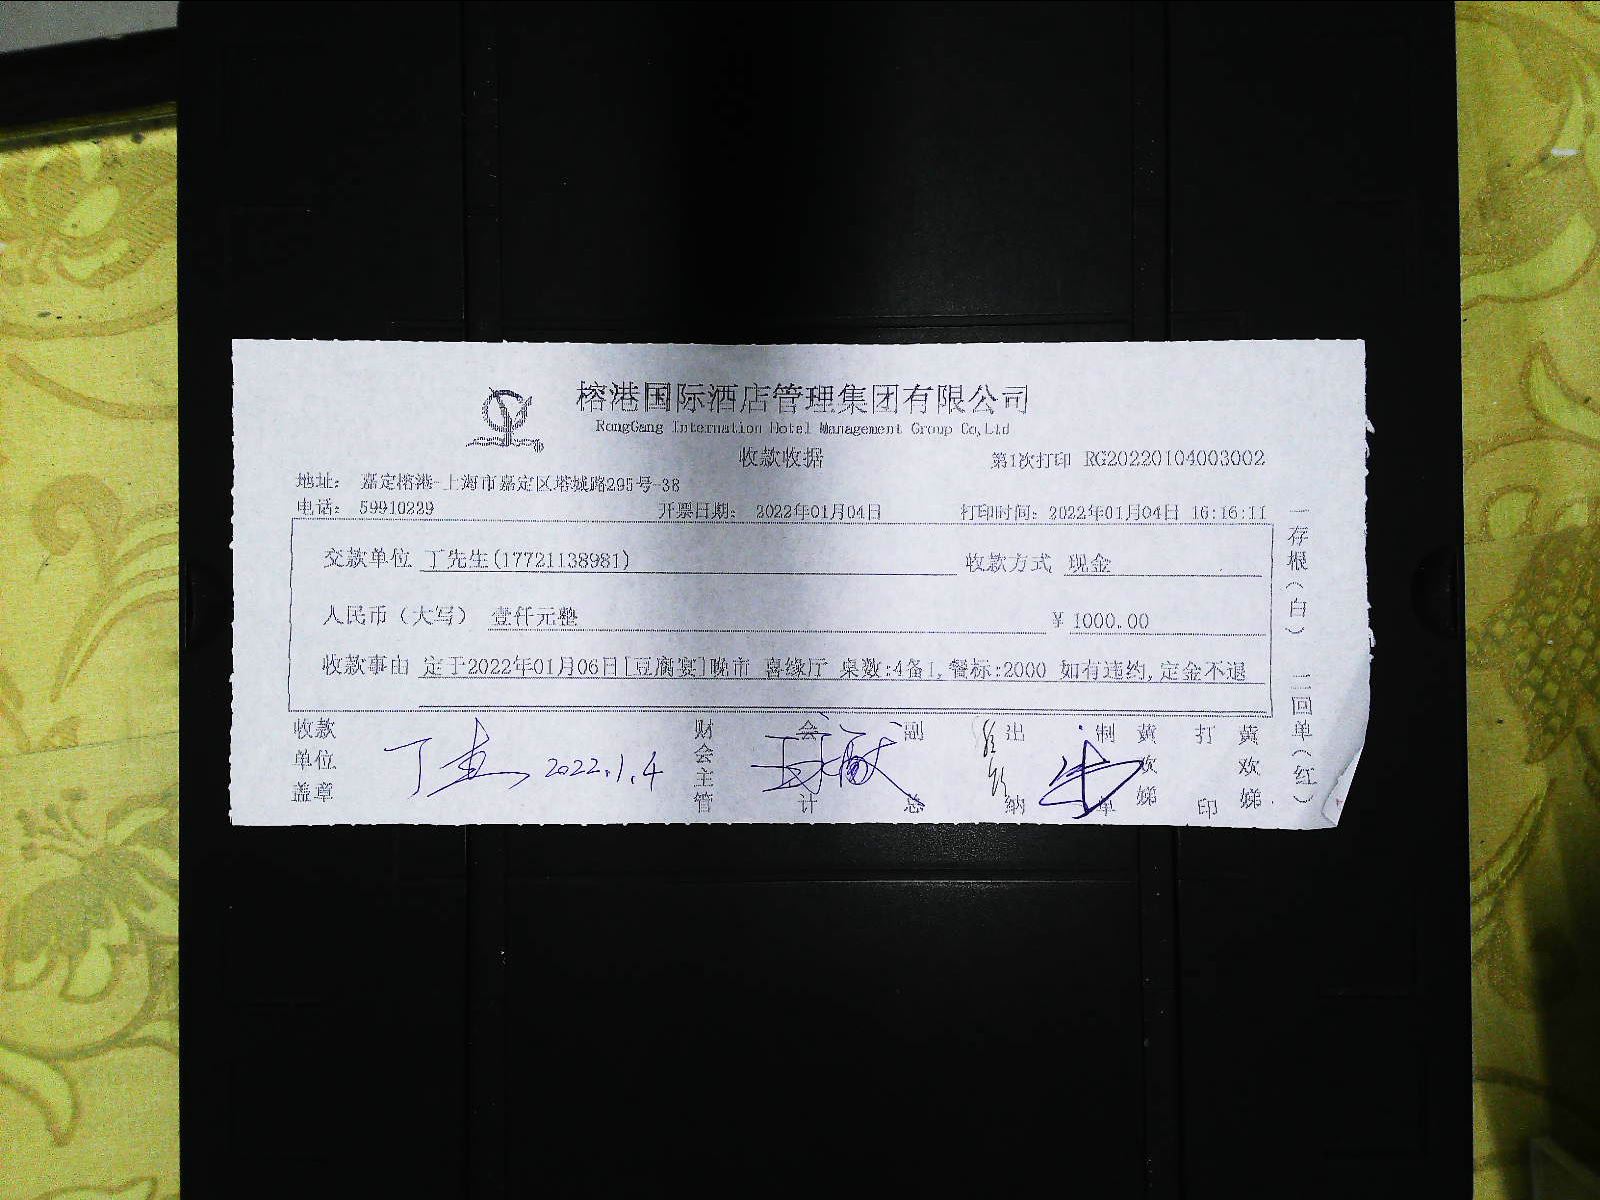 榕港国际酒店管理集团有限公司
RongGang Internation Hotel Management Group Co,Ltd
收款收据
第1次打印 RG20220104003002
地址： 嘉定榕港-上海市嘉定区塔城路295号-38
电话： 59910229 开票日期： 2022年01月04日 打印时间：2022年01月04日 16:16:11
交款单位 丁先生(17721138981) 收款方式 现金
人民币（大写） 壹仟元整 ￥1000.00
收款事由 定于2022年01月06日[豆腐宴]晚市 喜缘厅 桌数:4备1,餐标:2000 如有违约,定金不退
收款单位盖章
2022.1.4
财会主管
会计
副总
出纳
制单
黄欢娣
打印
黄欢娣
一存根（白）
二回单（红）